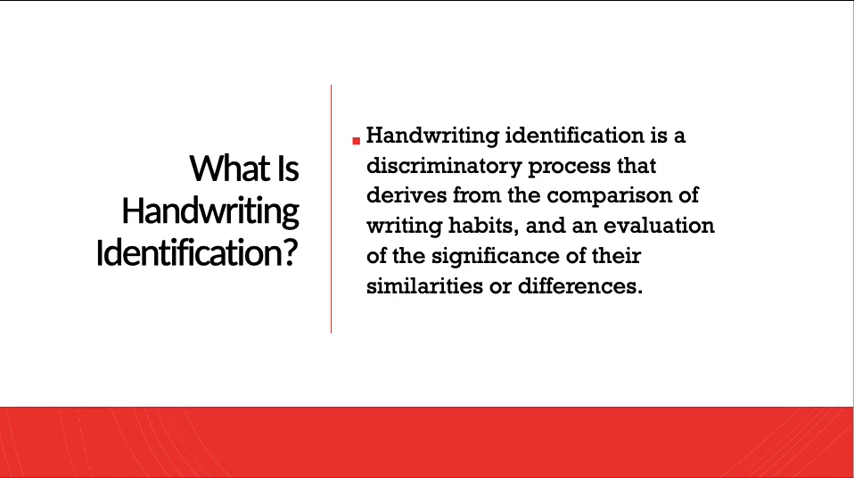 What Is
Handwriting
Identification?
Handwriting identification is a
discriminatory process that
derives from the comparison of
writing habits, and an evaluation
of the significance of their
similarities or differences.